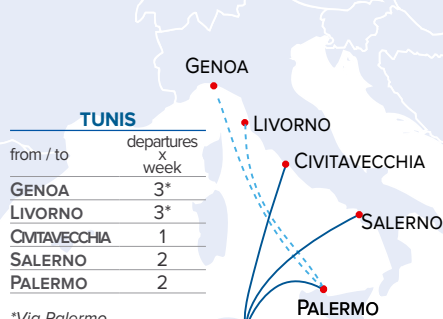 GENOA
LIVORNO
CIVITAVECCHIA
SALERNO
PALERMO
TUNIS
from / to departures x week
GENOA 3*
LIVORNO 3*
CIVITAVECCHIA 1
SALERNO 2
PALERMO 2
*Via Palermo